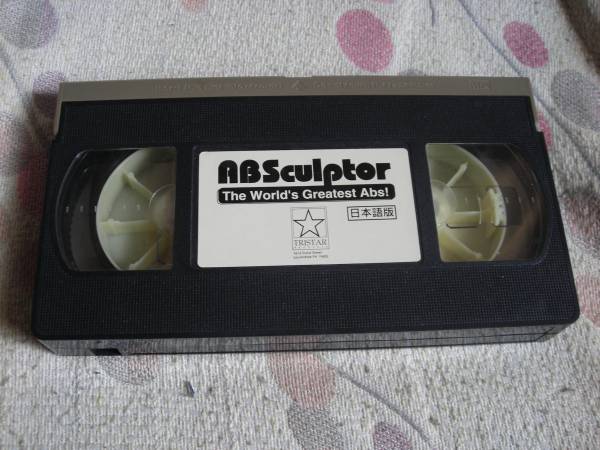 ABSculptor
The World's Greatest Abs!
日本語版
TRISTAR